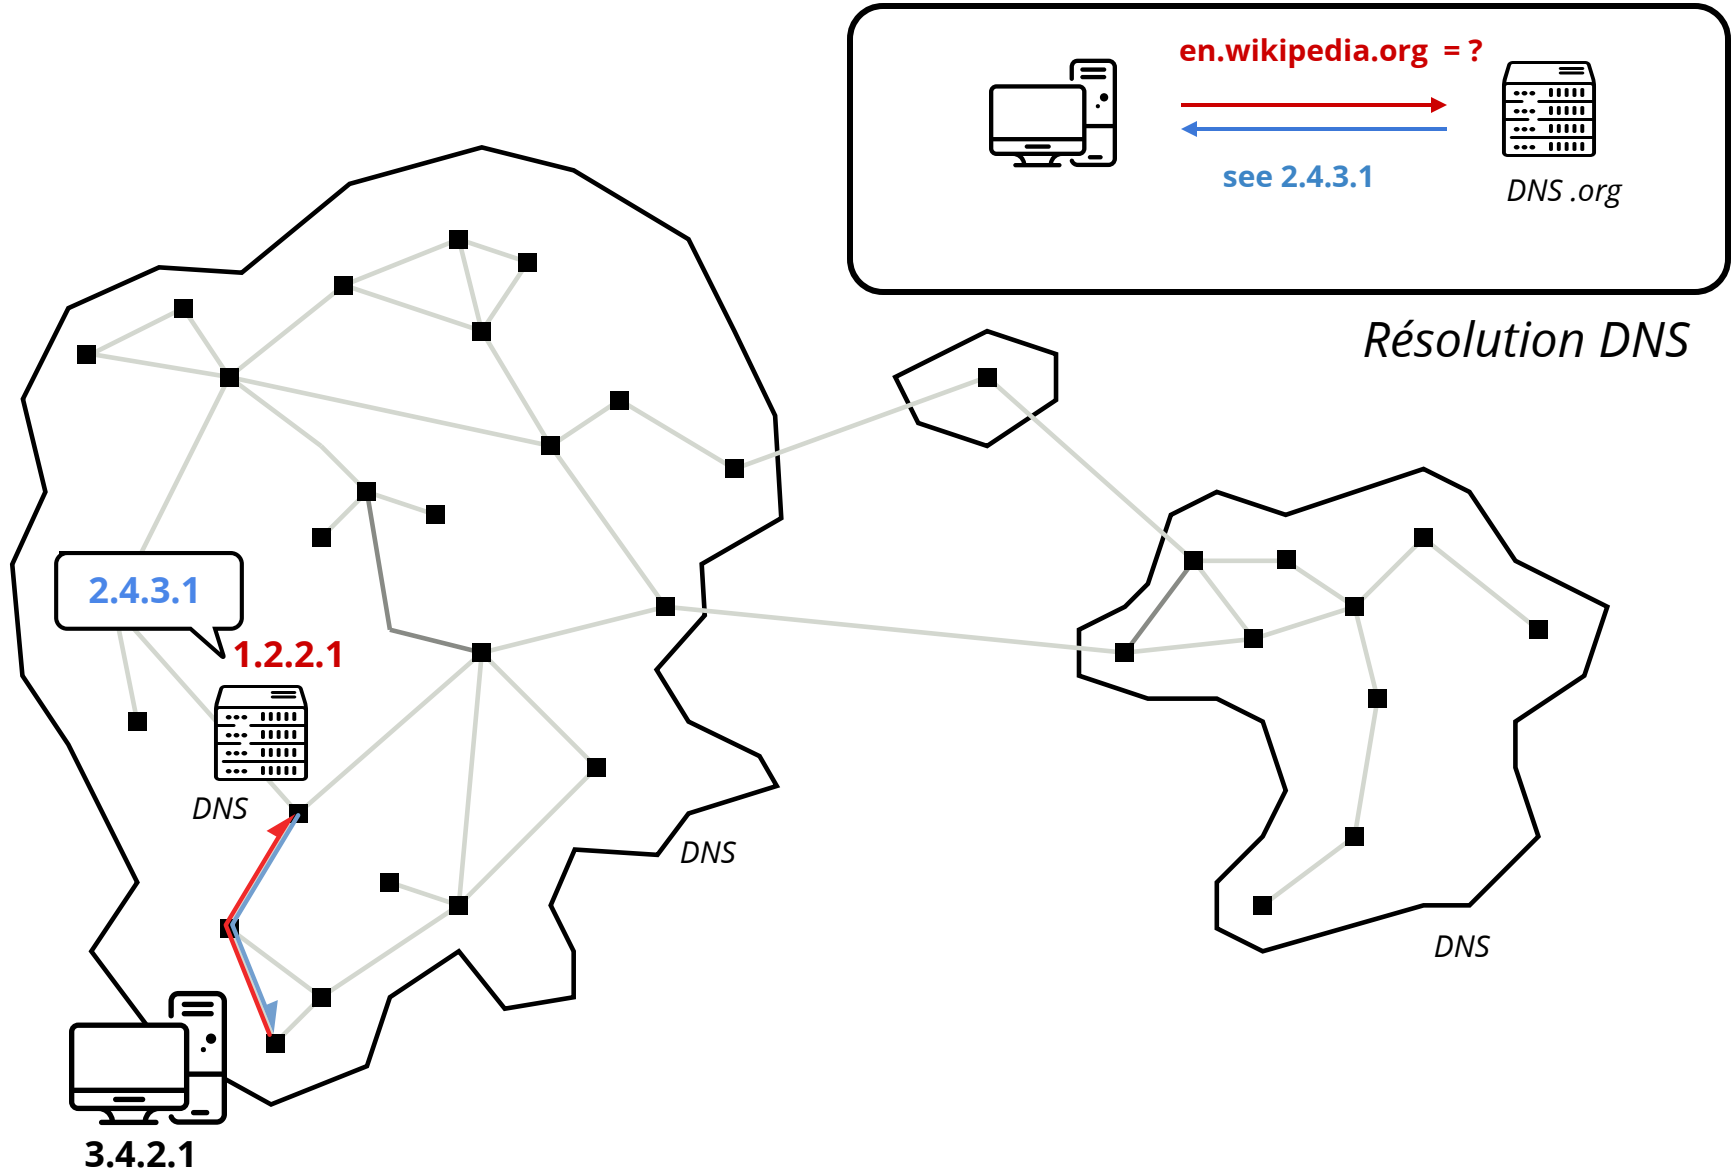 en.wikipedia.org = ?
see 2.4.3.1
DNS .org
Résolution DNS
2.4.3.1
1.2.2.1
DNS
DNS
DNS
3.4.2.1